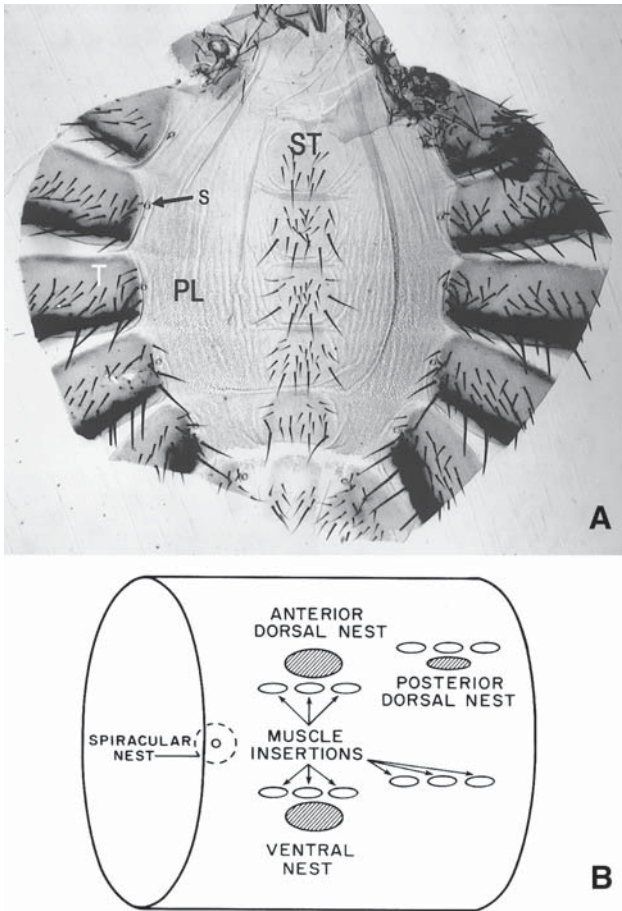 ST
S
T
PL
A
ANTERIOR
DORSAL NEST
POSTERIOR
DORSAL NEST
SPIRACULAR
NEST
MUSCLE
INSERTIONS
VENTRAL
NEST
B